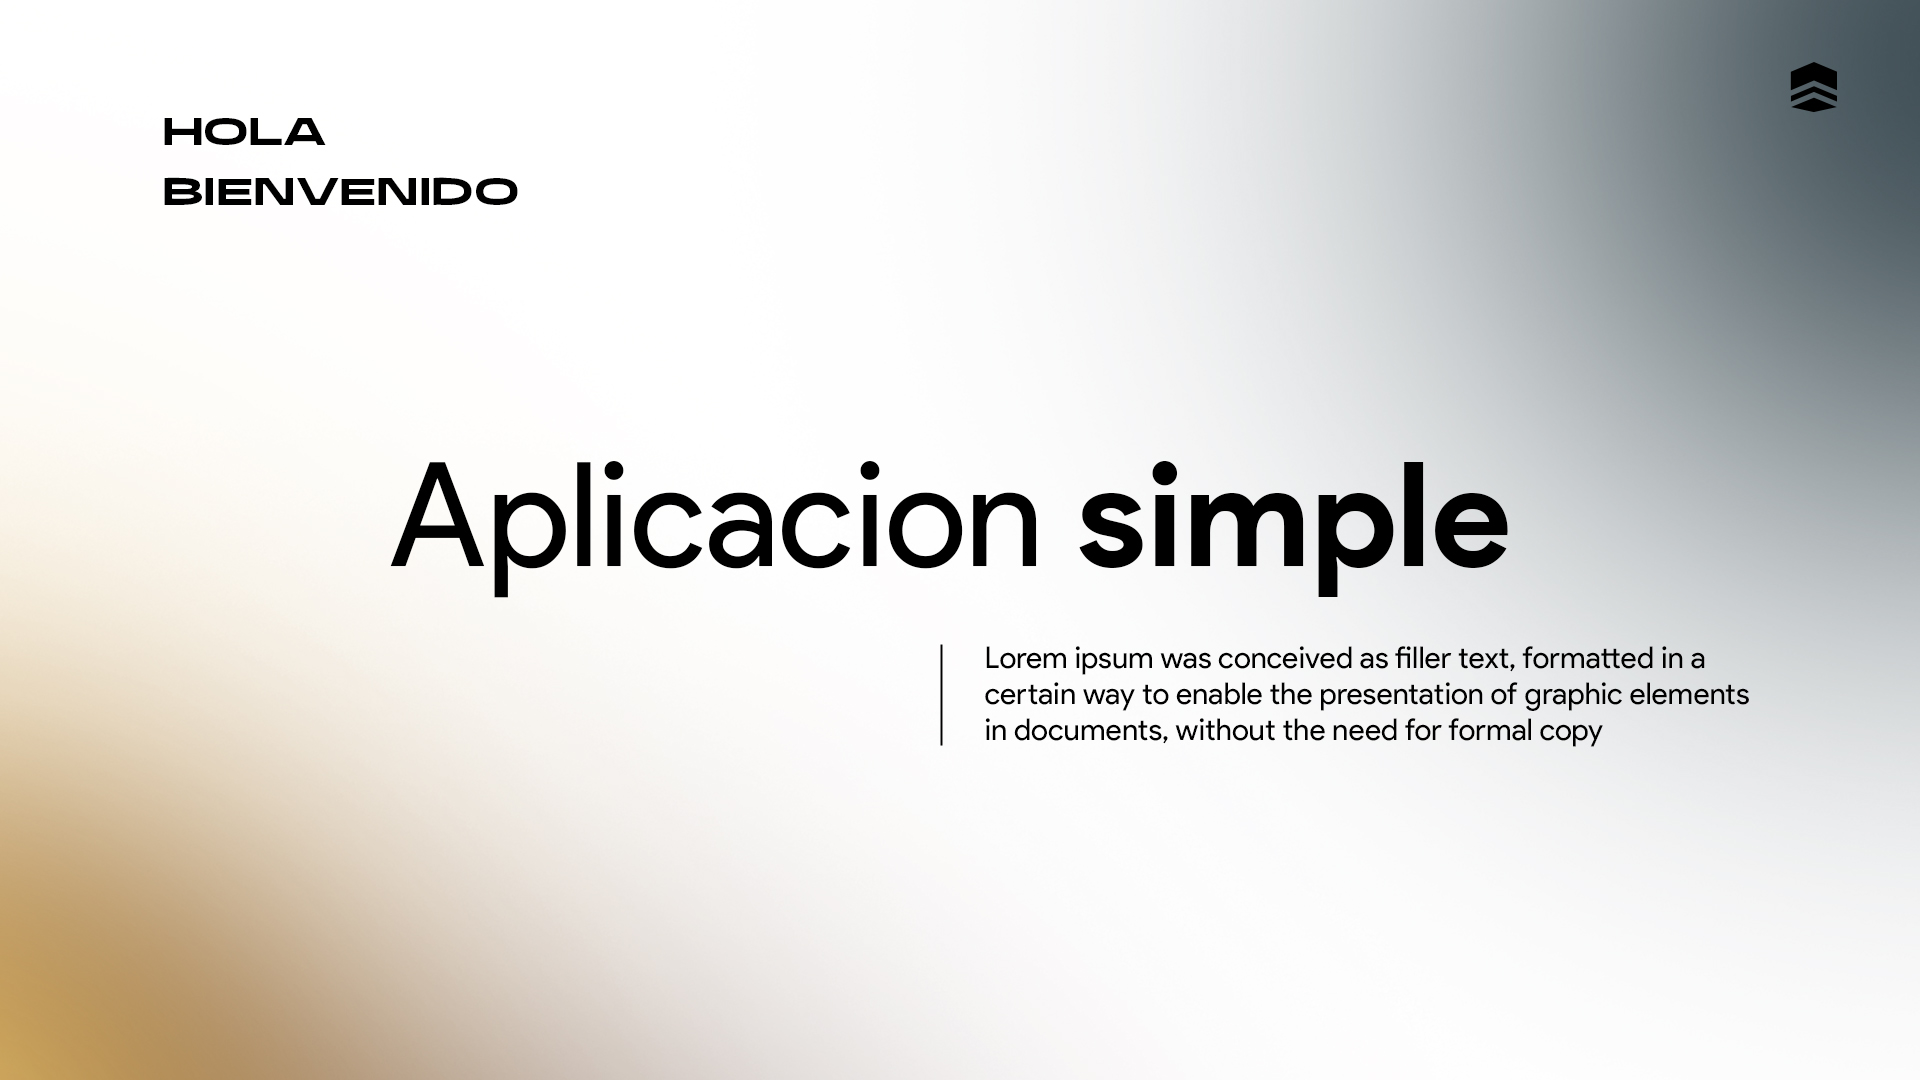 HOLA
BIENVENIDO
Aplicacion simple
Lorem ipsum was conceived as filler text, formatted in a
certain way to enable the presentation of graphic elements
in documents, without the need for formal copy